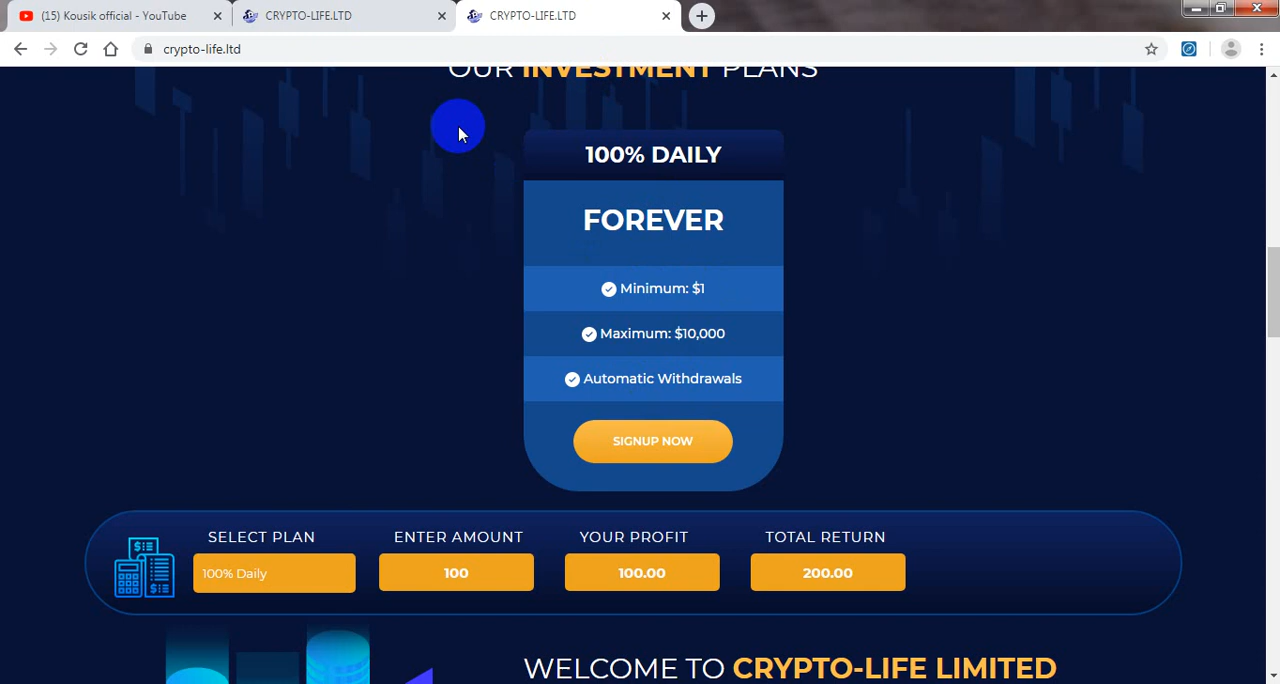 (15) Kousik official - YouTube
CRYPTO-LIFE.LTD
CRYPTO-LIFE.LTD
crypto-life.ltd
OUR INVESTMENT PLANS
100% DAILY
FOREVER
Minimum: $1
Maximum: $10,000
Automatic Withdrawals
SIGNUP NOW
SELECT PLAN ENTER AMOUNT YOUR PROFIT TOTAL RETURN
100% Daily 100 100.00 200.00
WELCOME TO CRYPTO-LIFE LIMITED